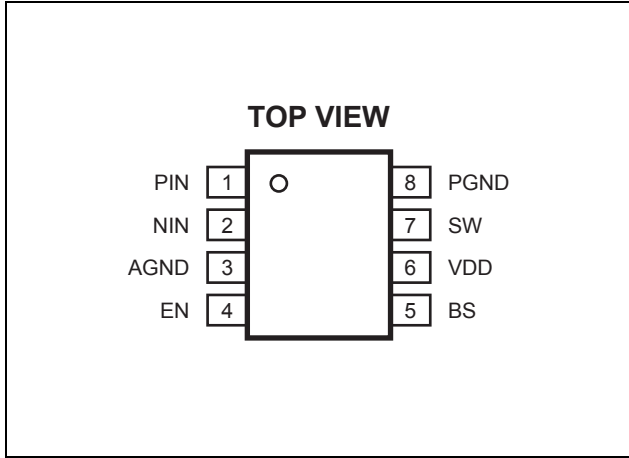 TOP VIEW
PIN 1 8 PGND
NIN 2 7 SW
AGND 3 6 VDD
EN 4 5 BS